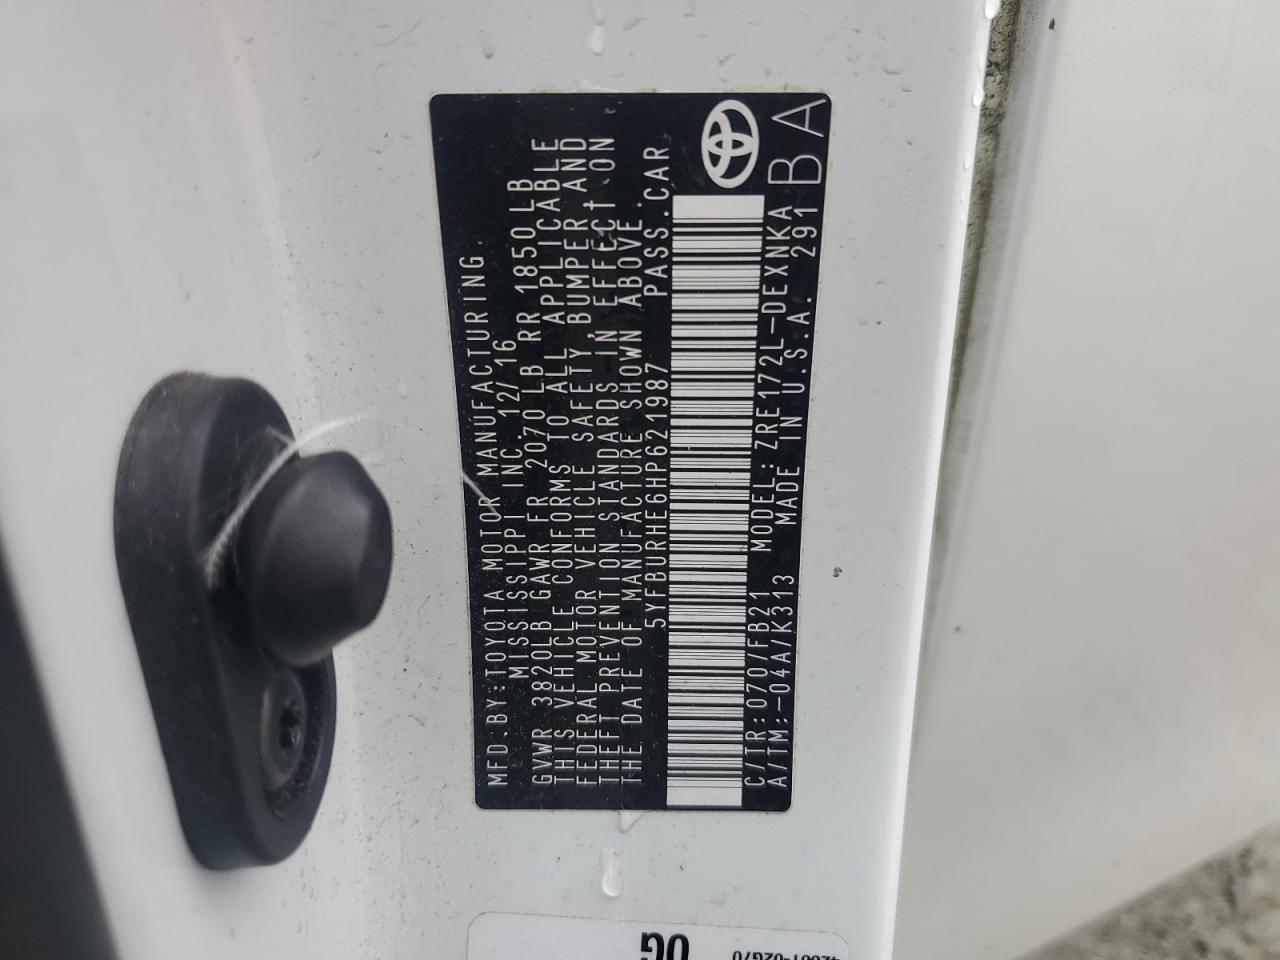 MFD.BY:TOYOTA MOTOR MANUFACTURING
MISSISSIPPI INC.12/16
GVWR 3820LB GAWR FR 2070 LB RR 1850LB
THIS VEHICLE CONFORMS TO ALL APPLICABLE
FEDERAL MOTOR VEHICLE SAFETY,BUMPER,AND
THEFT PREVENTION STANDARDS IN EFFECT ON
THE DATE OF MANUFACTURE SHOWN ABOVE.
5YFBURHE6HP621987 PASS.CAR
C/TR:070/FB21 MODEL:ZRE172L-DEXNKA
A/TM:-04A/K313 MADE IN U.S.A. 291BA
0G